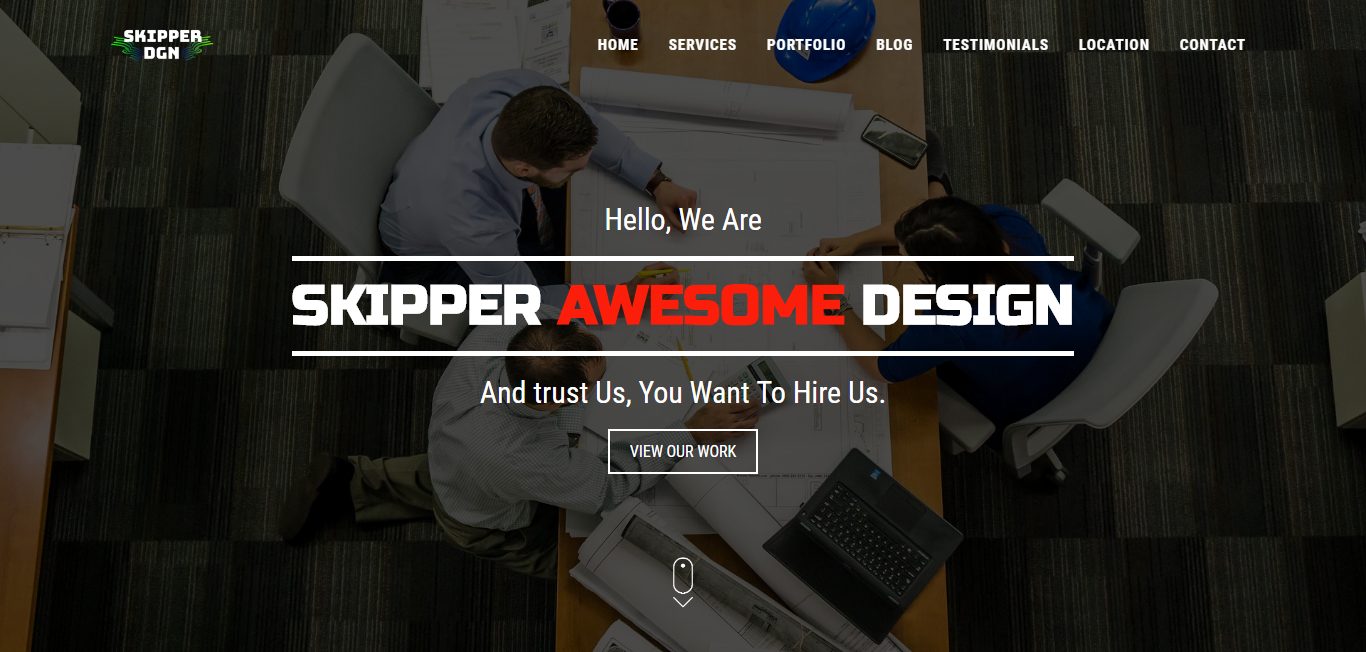 SKIPPER
DGN
HOME SERVICES PORTFOLIO BLOG TESTIMONIALS LOCATION CONTACT
Hello, We Are
SKIPPER AWESOME DESIGN
And trust Us, You Want To Hire Us.
VIEW OUR WORK